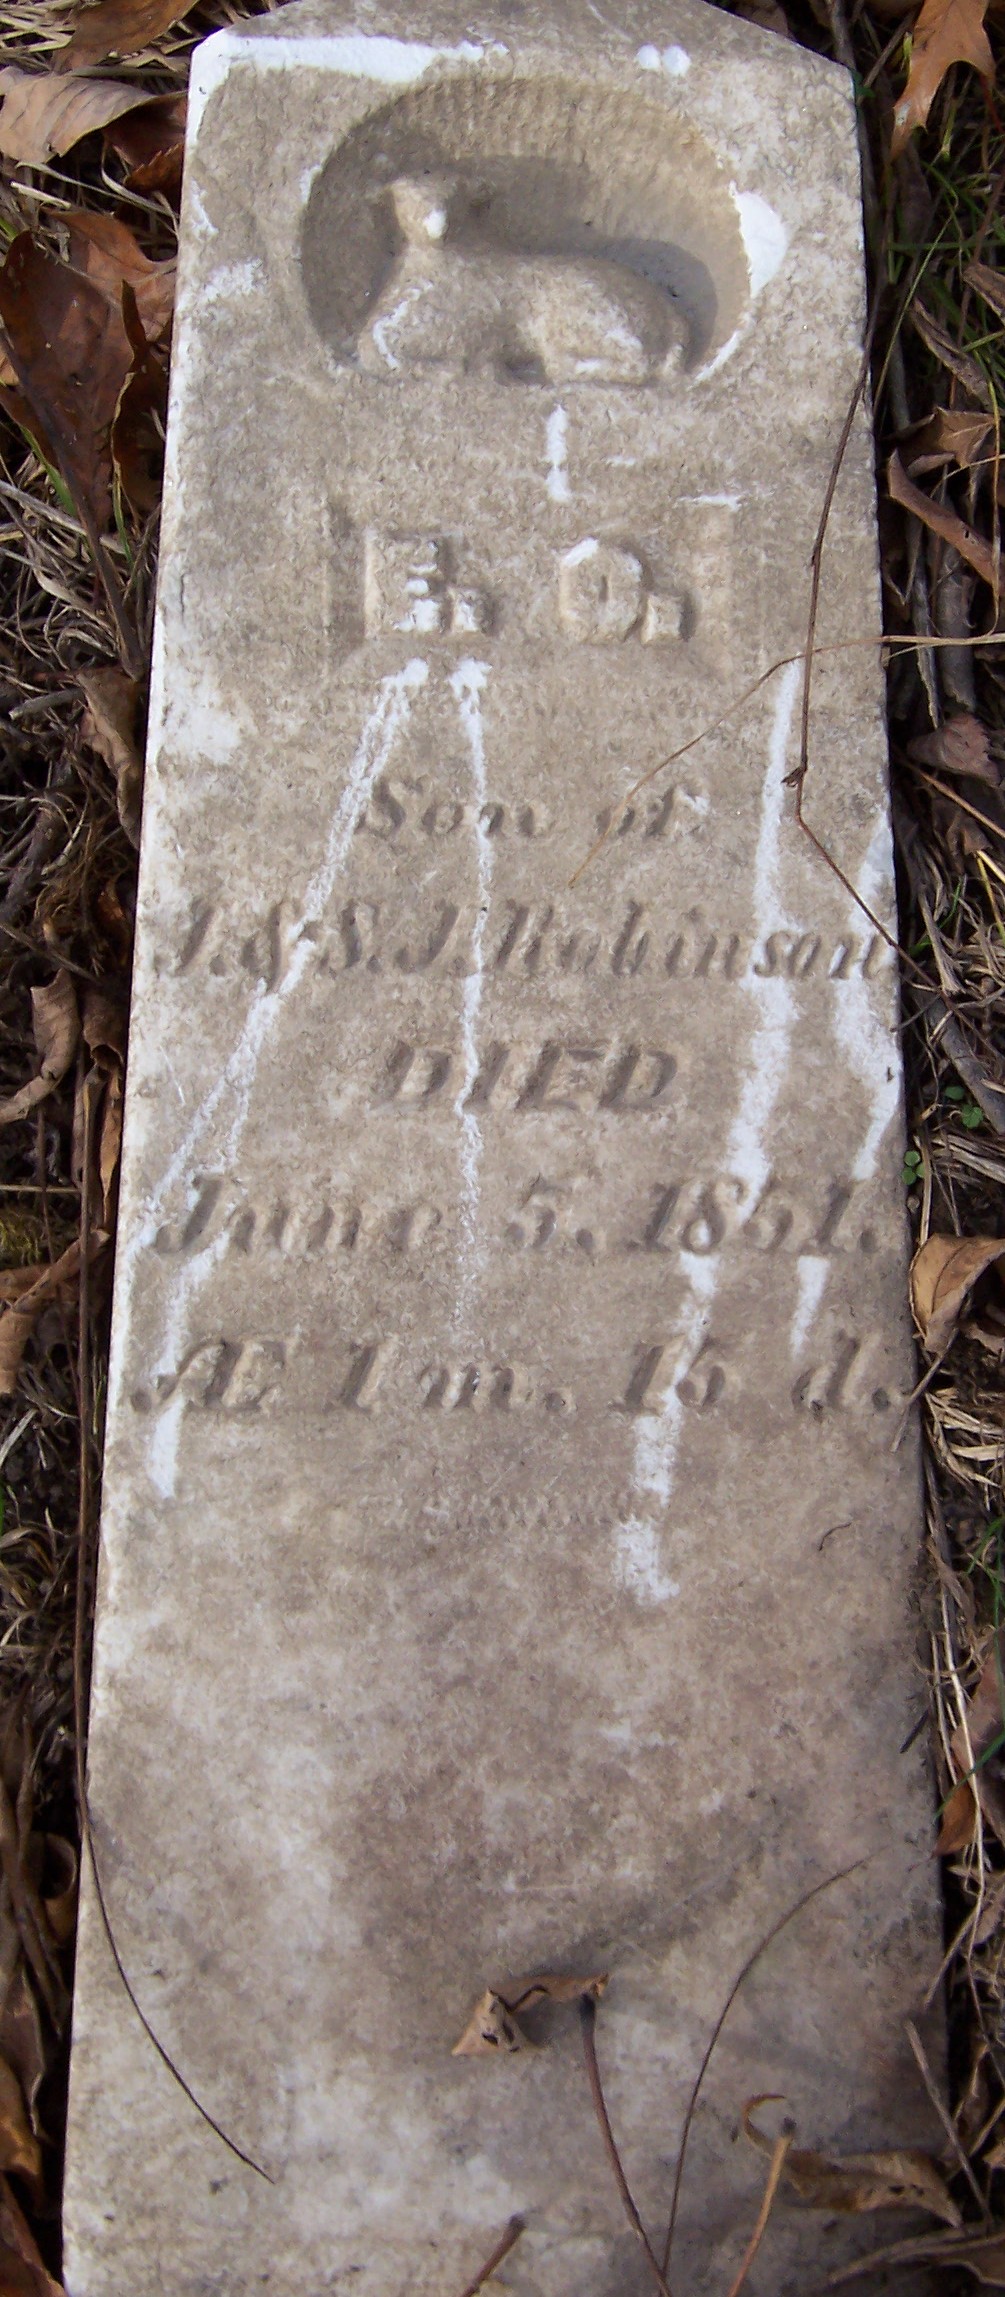 E. O.
Son of
J. & S. J. Robinson
DIED
June 5, 1851.
Æ 1 m. 15 d.